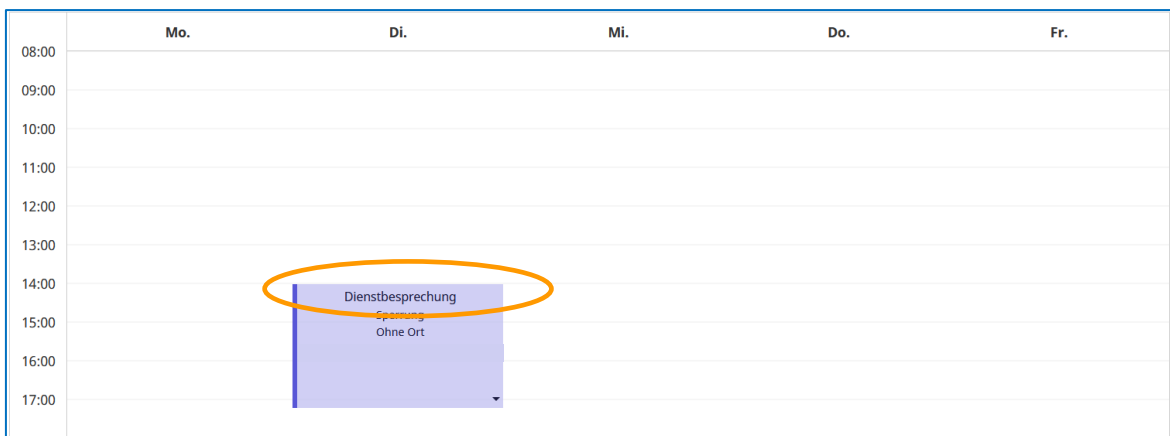 Mo. Di. Mi. Do. Fr.
08:00
09:00
10:00
11:00
12:00
13:00
14:00
Dienstbesprechung
Sperrung
15:00
Ohne Ort
16:00
17:00